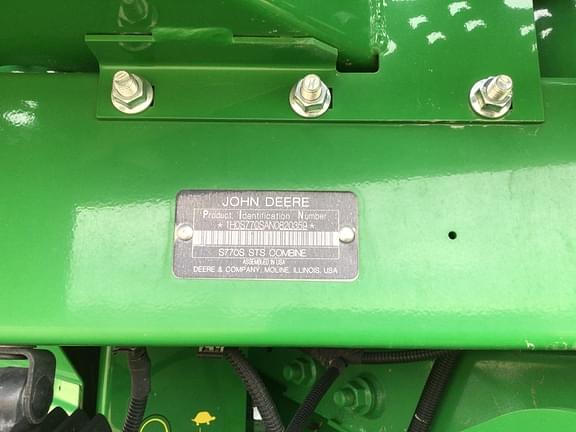 JOHN DEERE
Product Identification Number
*1H0S770SAN0820359*
S770S STS COMBINE
ASSEMBLED IN USA
DEERE & COMPANY, MOLINE, ILLINOIS, USA